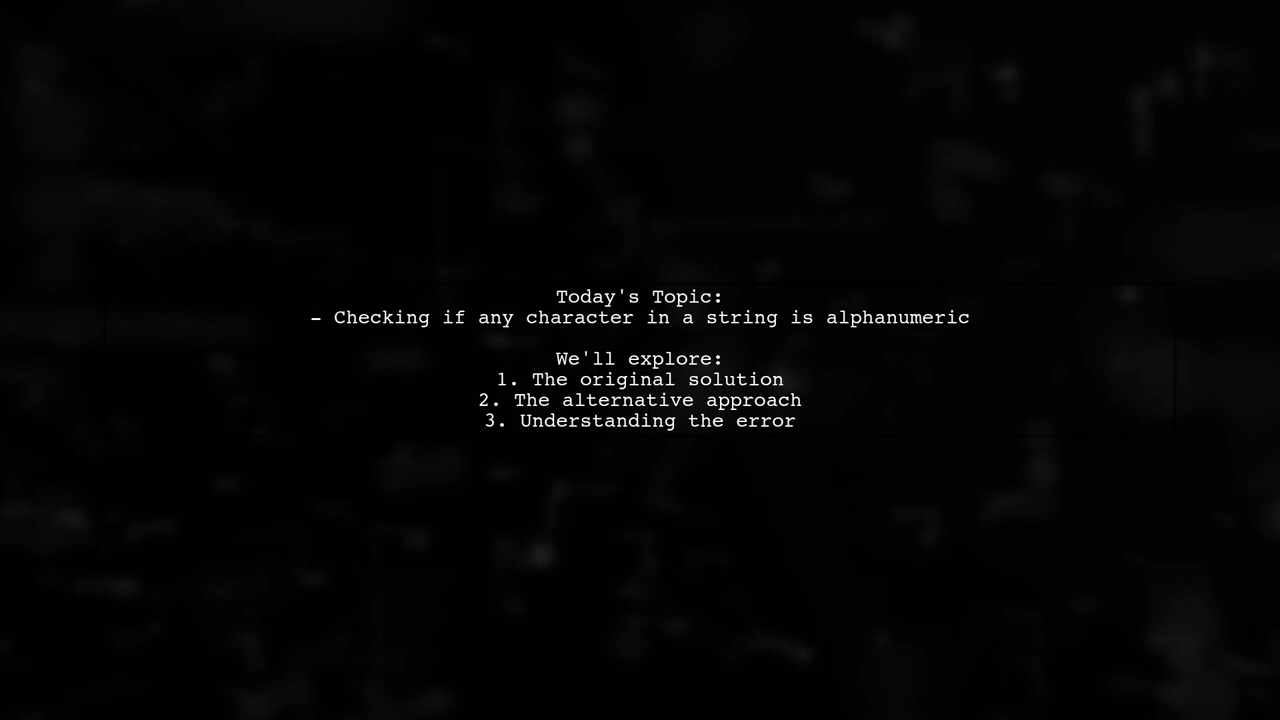 Today's Topic:
- Checking if any character in a string is alphanumeric
We'll explore:
1. The original solution
2. The alternative approach
3. Understanding the error